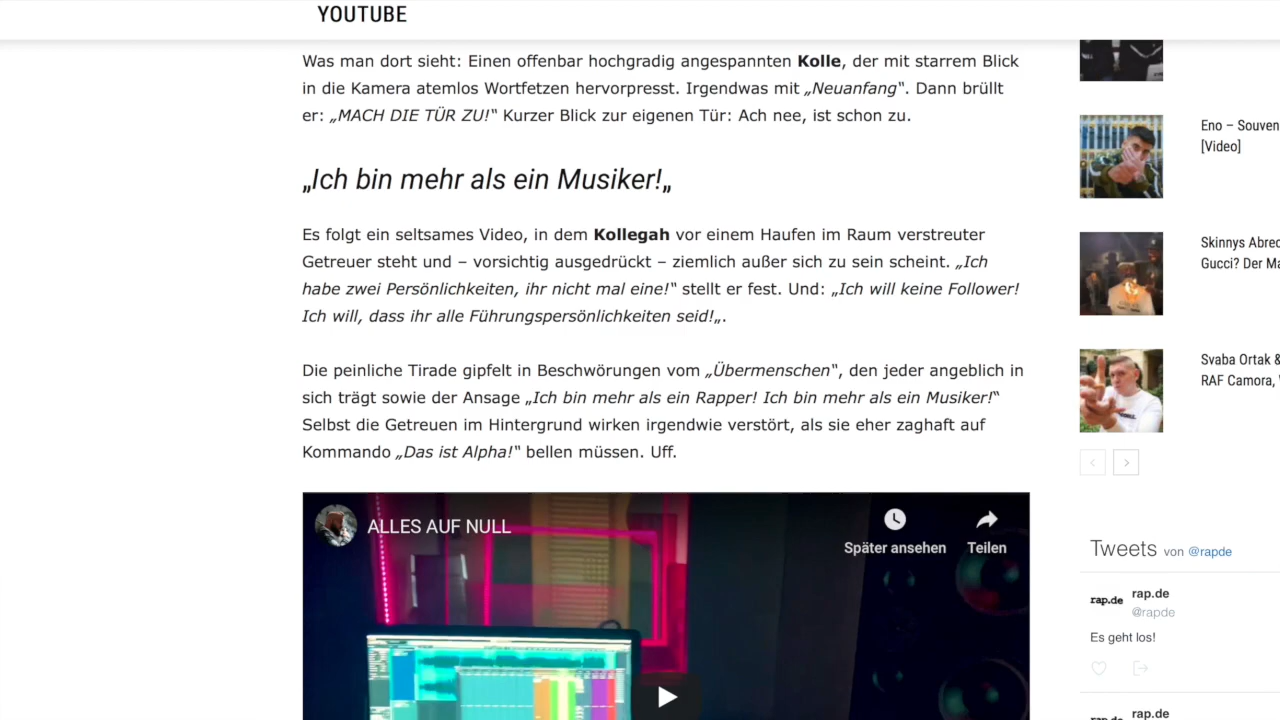 YOUTUBE
Was man dort sieht: Einen offenbar hochgradig angespannten Kolle, der mit starrem Blick
in die Kamera atemlos Wortfetzen hervorpresst. Irgendwas mit „Neuanfang“. Dann brüllt
er: „MACH DIE TÜR ZU!“ Kurzer Blick zur eigenen Tür: Ach nee, ist schon zu.
„Ich bin mehr als ein Musiker!„
Es folgt ein seltsames Video, in dem Kollegah vor einem Haufen im Raum verstreuter
Getreuer steht und – vorsichtig ausgedrückt – ziemlich außer sich zu sein scheint. „Ich
habe zwei Persönlichkeiten, ihr nicht mal eine!“ stellt er fest. Und: „Ich will keine Follower!
Ich will, dass ihr alle Führungspersönlichkeiten seid!„.
Die peinliche Tirade gipfelt in Beschwörungen vom „Übermenschen“, den jeder angeblich in
sich trägt sowie der Ansage „Ich bin mehr als ein Rapper! Ich bin mehr als ein Musiker!“
Selbst die Getreuen im Hintergrund wirken irgendwie verstört, als sie eher zaghaft auf
Kommando „Das ist Alpha!“ bellen müssen. Uff.
ALLES AUF NULL
Später ansehen
Teilen
Eno – Souven
[Video]
Skinnys Abrec
Gucci? Der Ma
Svaba Ortak &
RAF Camora,
Tweets von @rapde
rap.de
rap.de
@rapde
Es geht los!
rap.de
rap.de